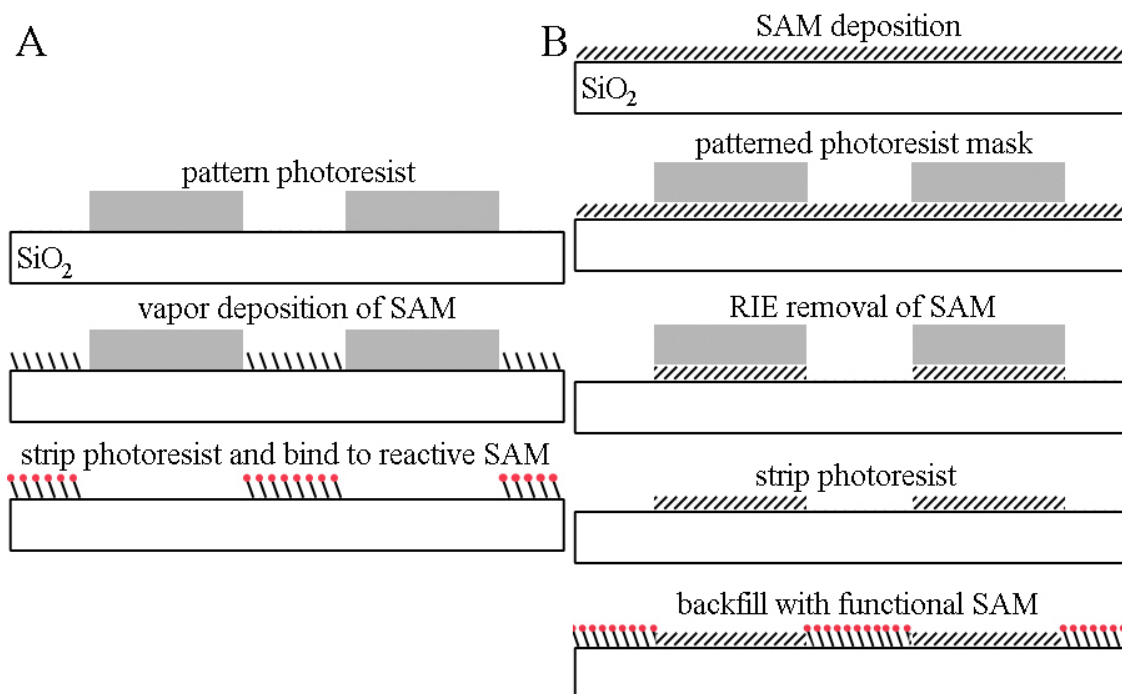 A
pattern photoresist
SiO₂
vapor deposition of SAM
strip photoresist and bind to reactive SAM
B
SAM deposition
SiO₂
patterned photoresist mask
RIE removal of SAM
strip photoresist
backfill with functional SAM